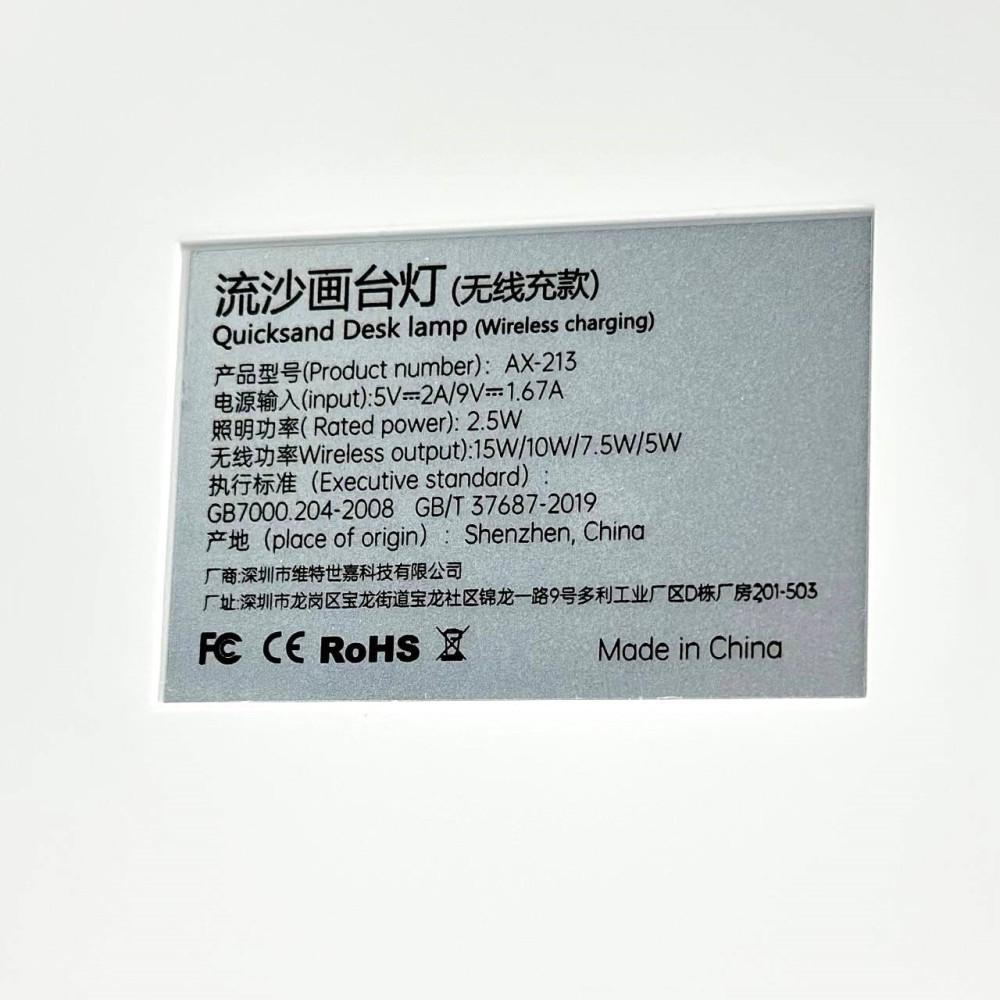 流沙画台灯(无线充款)
Quicksand Desk lamp (Wireless charging)
产品型号(Product number)：AX-213
电源输入(input):5V⎓2A/9V⎓1.67A
照明功率( Rated power): 2.5W
无线功率Wireless output):15W/10W/7.5W/5W
执行标准（Executive standard）:
GB7000.204-2008 GB/T 37687-2019
产地（place of origin）: Shenzhen, China
厂商:深圳市维特世嘉科技有限公司
厂址:深圳市龙岗区宝龙街道宝龙社区锦龙一路9号多利工业厂区D栋厂房201-503
FC CE RoHS Made in China